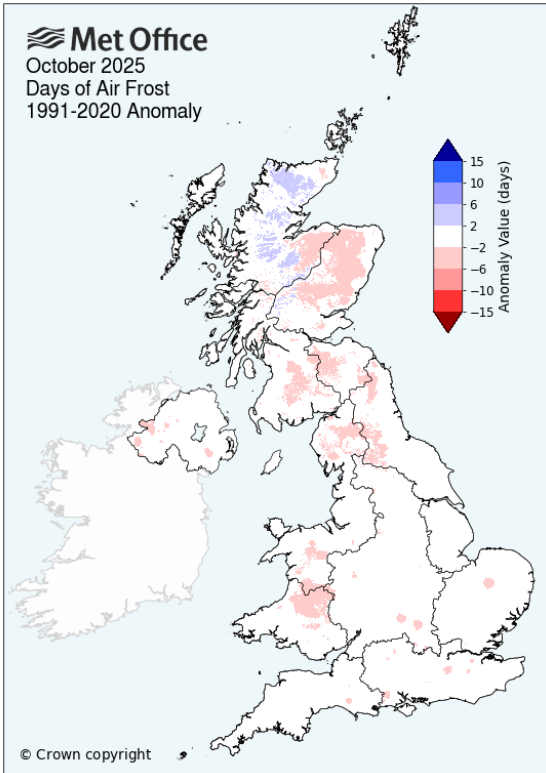 Met Office
October 2025
Days of Air Frost
1991-2020 Anomaly
15
10
6
2
−2
−6
−10
−15
Anomaly Value (days)
© Crown copyright